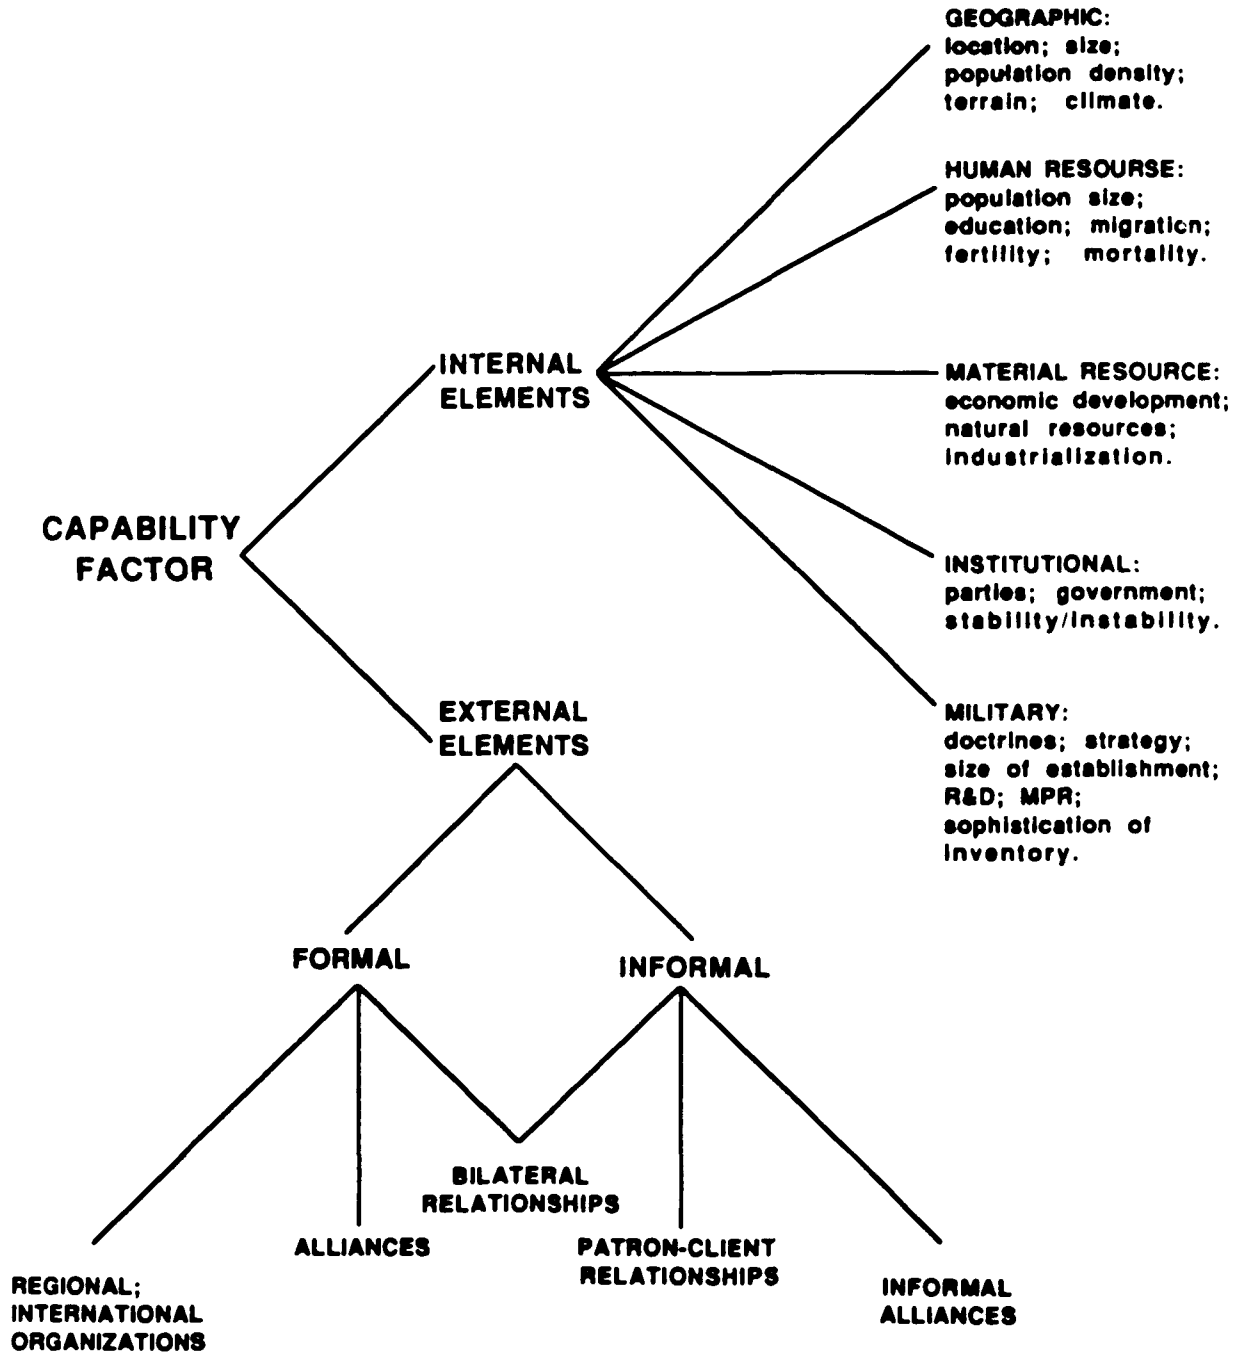 GEOGRAPHIC:
location; size;
population density;
terrain; climate.
HUMAN RESOURSE:
population size;
education; migration;
fertility; mortality.
INTERNAL
ELEMENTS
MATERIAL RESOURCE:
economic development;
natural resources;
industrialization.
CAPABILITY
FACTOR
INSTITUTIONAL:
parties; government;
stability/instability.
EXTERNAL
ELEMENTS
MILITARY:
doctrines; strategy;
size of establishment;
R&D; MPR;
sophistication of
inventory.
FORMAL
INFORMAL
BILATERAL
RELATIONSHIPS
ALLIANCES
PATRON-CLIENT
RELATIONSHIPS
REGIONAL;
INTERNATIONAL
ORGANIZATIONS
INFORMAL
ALLIANCES